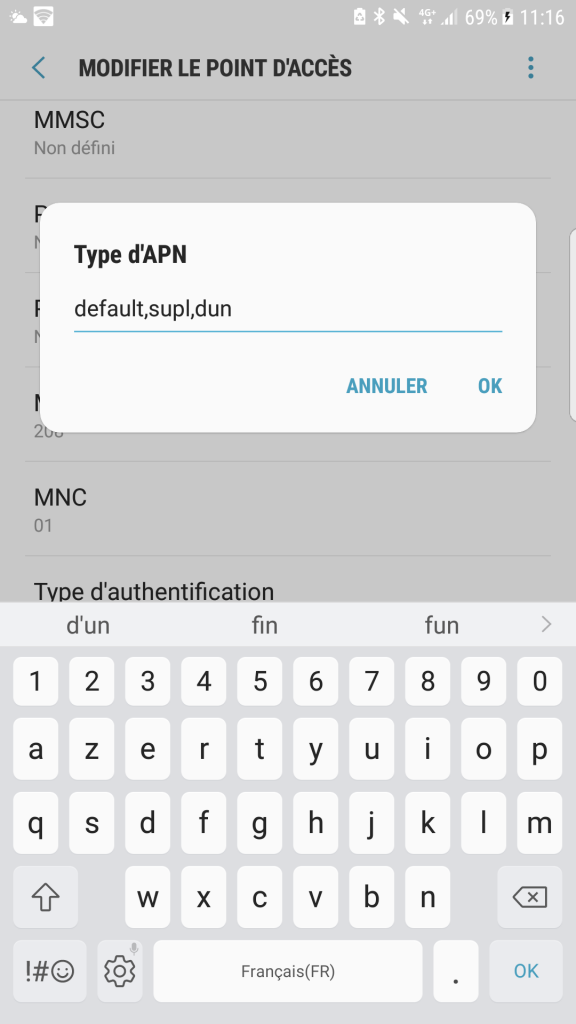 4G+ 69% 11:16
MODIFIER LE POINT D'ACCÈS
MMSC
Non défini
Type d'APN
default,supl,dun
ANNULER OK
MNC
01
Type d'authentification
d'un fin fun
1 2 3 4 5 6 7 8 9 0
a z e r t y u i o p
q s d f g h j k l m
w x c v b n
!#☺ Français(FR) . OK